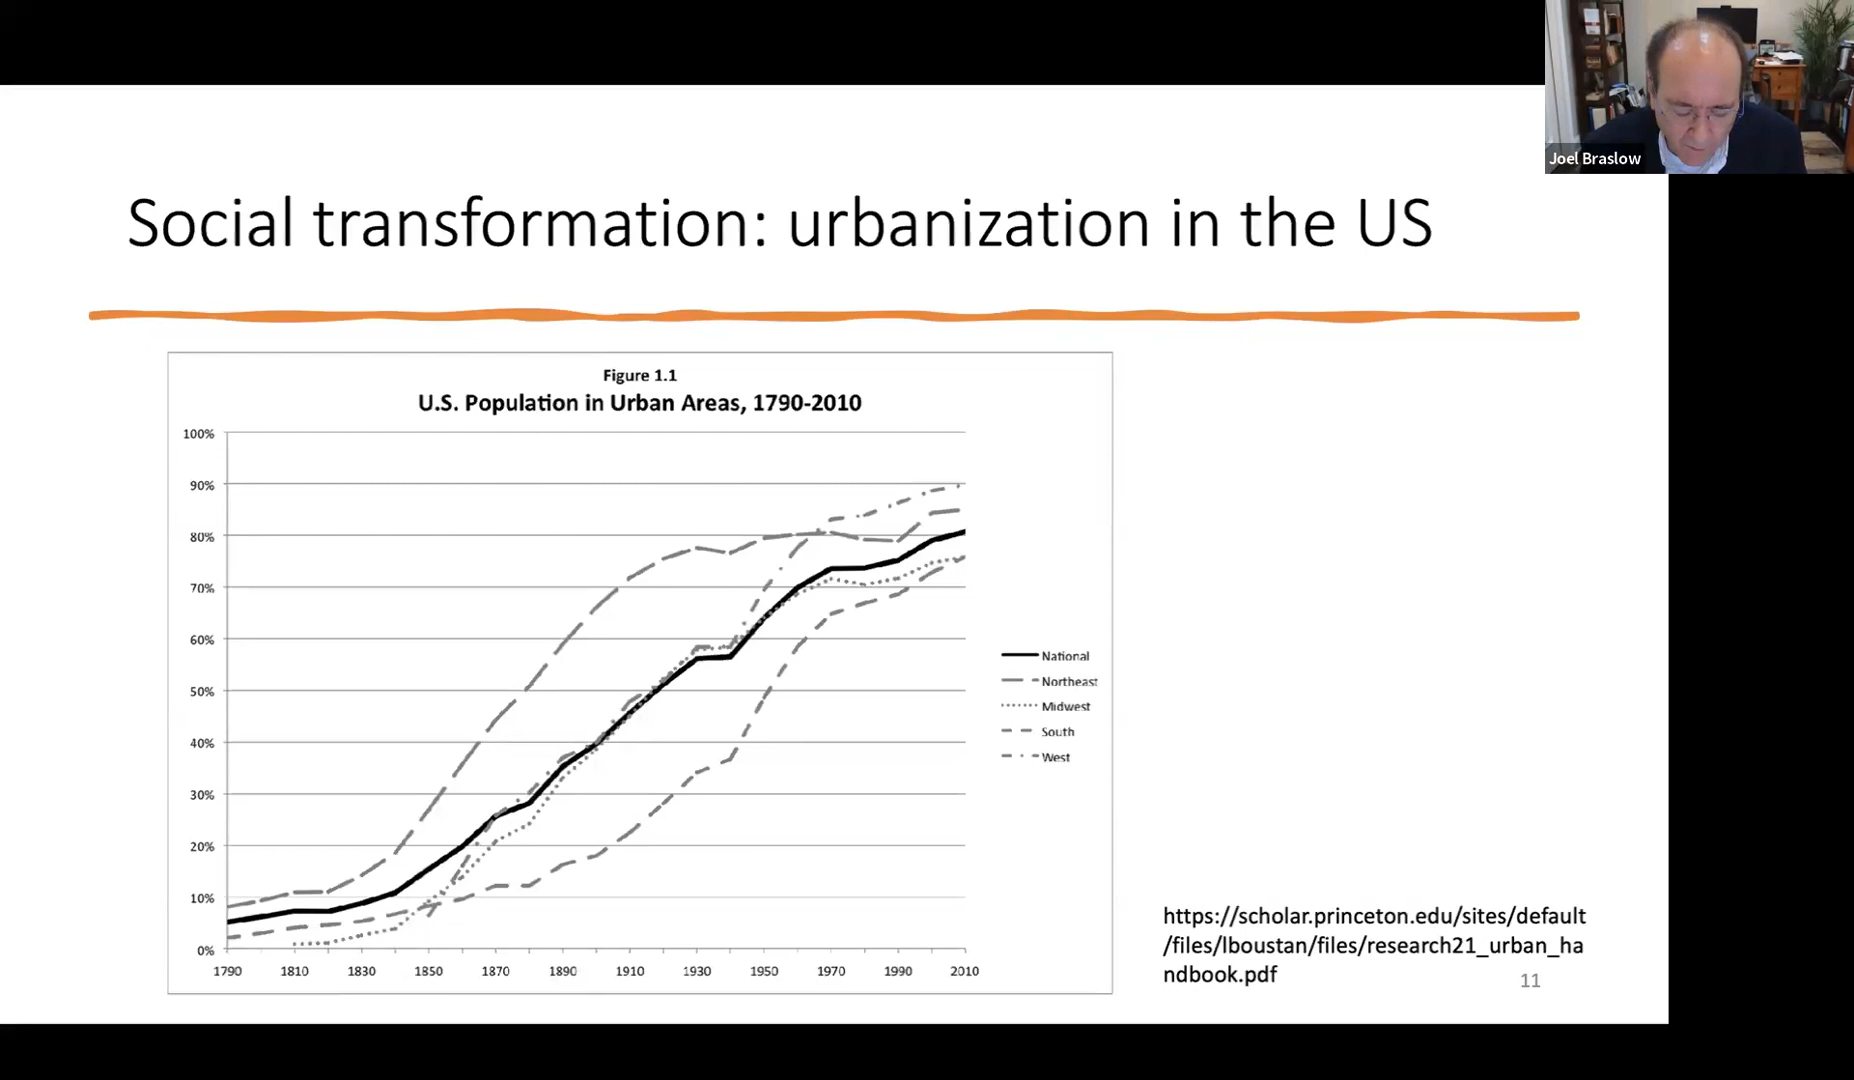 Joel Braslow
Social transformation: urbanization in the US
Figure 1.1
U.S. Population in Urban Areas, 1790-2010
100%
90%
80%
70%
60%
50%
40%
30%
20%
10%
0%
1790 1810 1830 1850 1870 1890 1910 1930 1950 1970 1990 2010
National
Northeast
Midwest
South
West
https://scholar.princeton.edu/sites/default
/files/lboustan/files/research21_urban_ha
ndbook.pdf
11